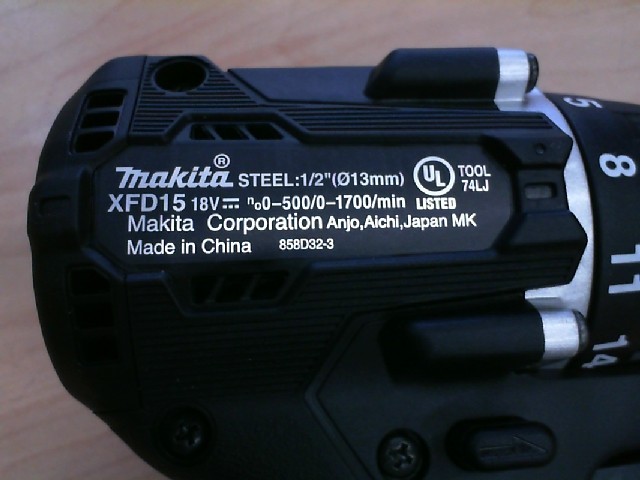 makita® STEEL:1/2"(Ø13mm)
XFD15 18V⎓ n₀0-500/0-1700/min
Makita Corporation Anjo,Aichi,Japan MK
Made in China 858D32-3
UL TOOL
74LJ
LISTED
5
8
11
14